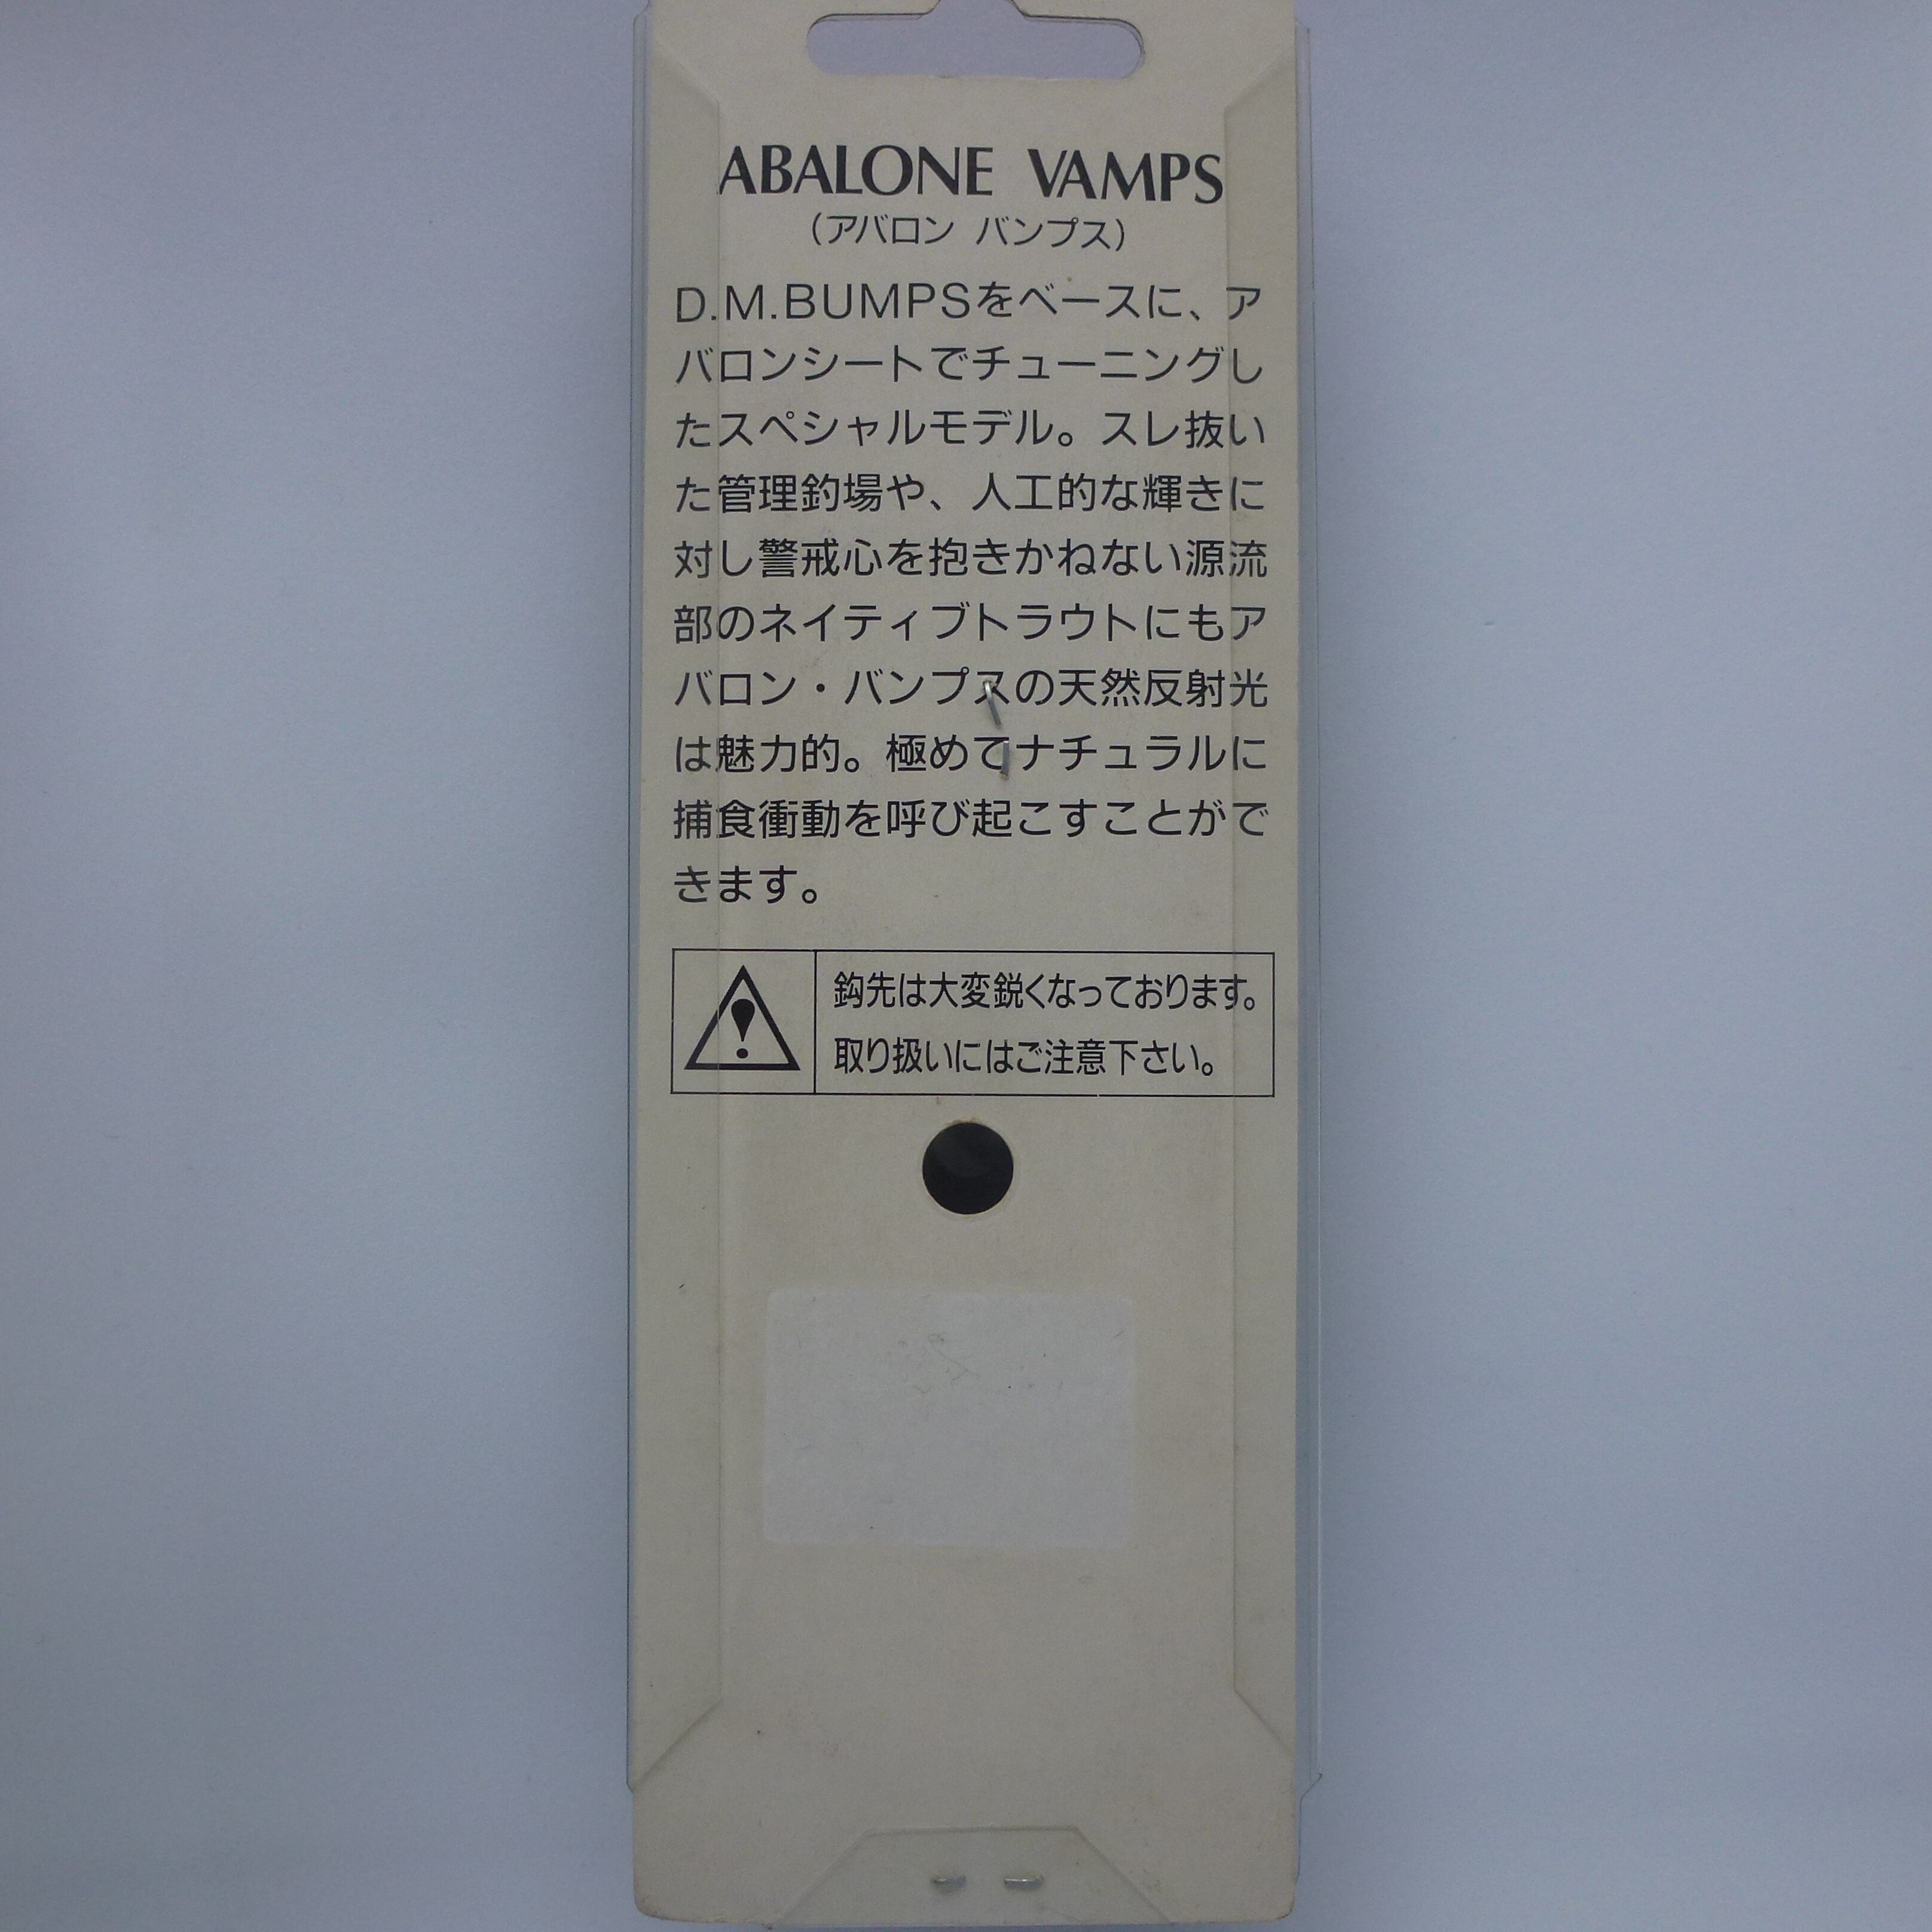 ABALONE VAMPS
（アバロン バンプス）
D.M.BUMPSをベースに、ア
バロンシートでチューニングし
たスペシャルモデル。スレ抜い
た管理釣場や、人工的な輝きに
対し警戒心を抱きかねない源流
部のネイティブトラウトにもア
バロン・バンプスの天然反射光
は魅力的。極めてナチュラルに
捕食衝動を呼び起こすことがで
きます。
鈎先は大変鋭くなっております。
取り扱いにはご注意下さい。